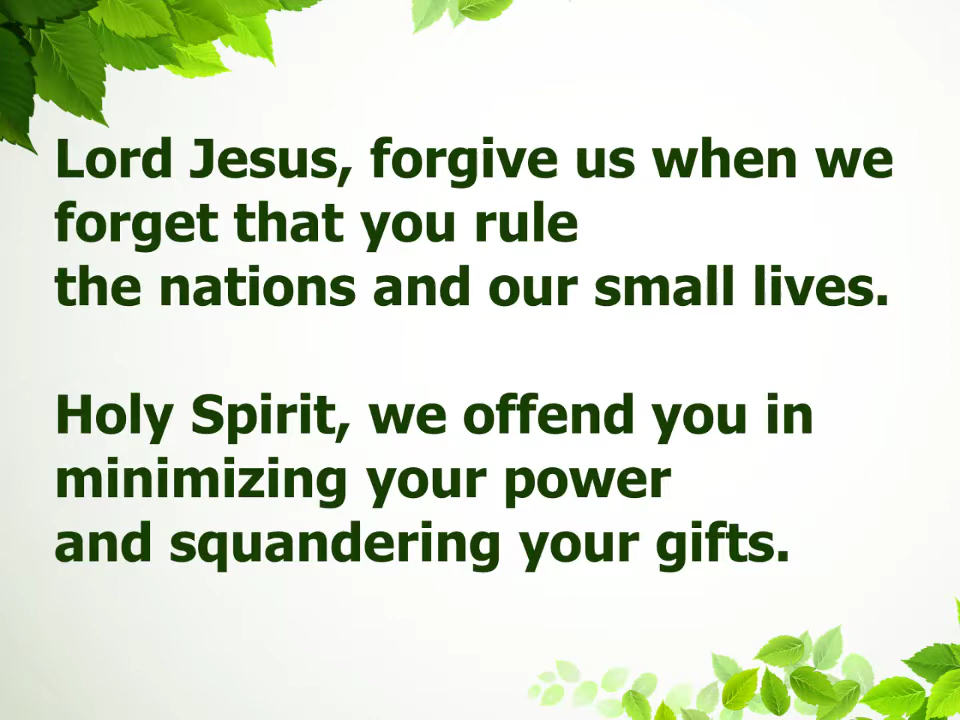 Lord Jesus, forgive us when we
forget that you rule
the nations and our small lives.
Holy Spirit, we offend you in
minimizing your power
and squandering your gifts.